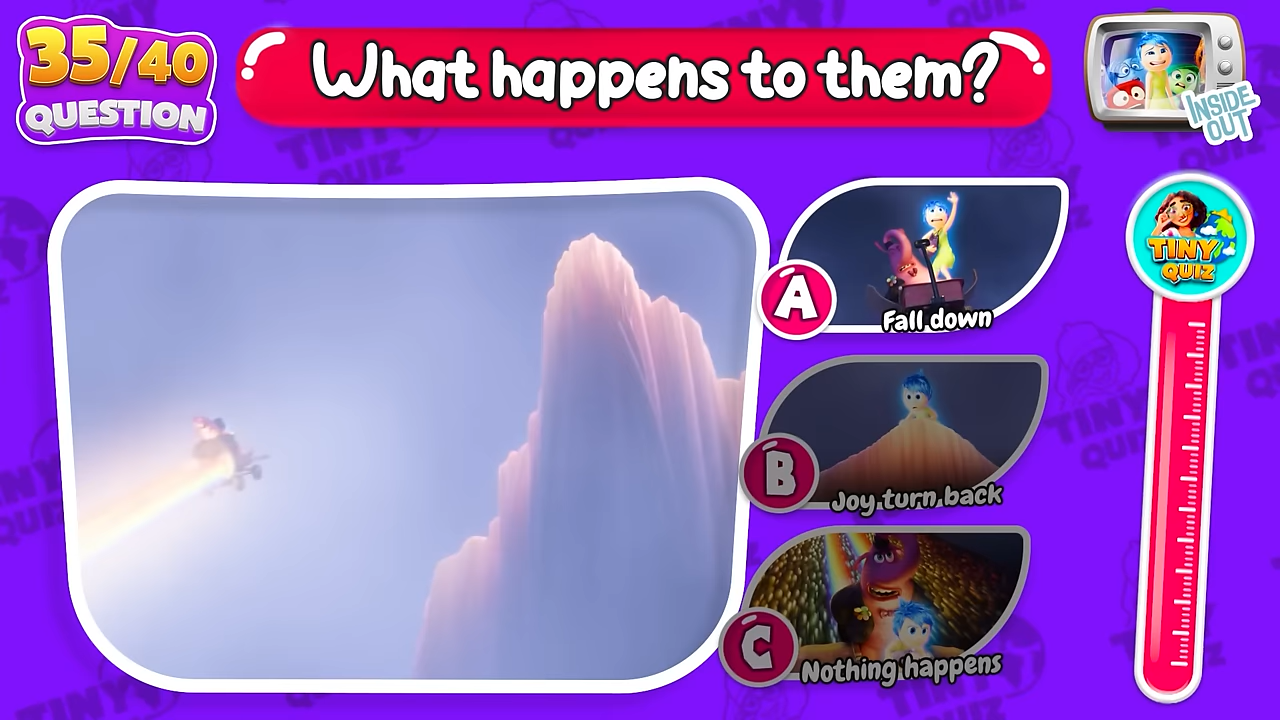 35/40
QUESTION
What happens to them?
INSIDE
OUT
A
Fall down
B
Joy turn back
C
Nothing happens
TINY
QUIZ